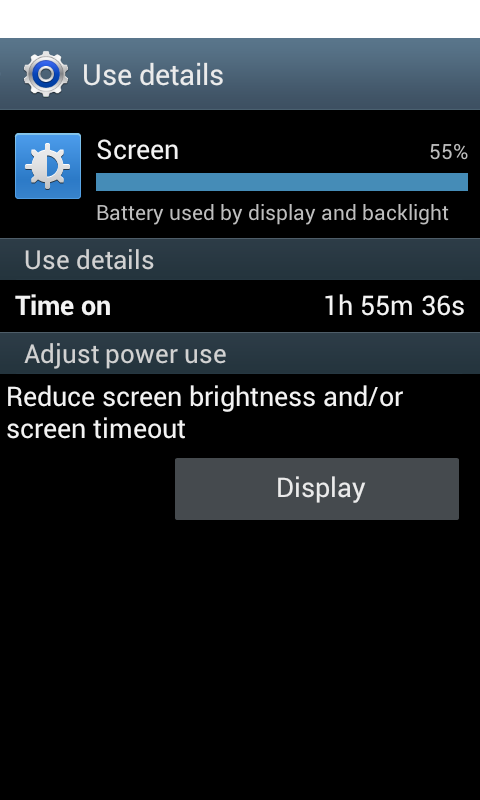 Use details
Screen 55%
Battery used by display and backlight
Use details
Time on 1h 55m 36s
Adjust power use
Reduce screen brightness and/or
screen timeout
Display